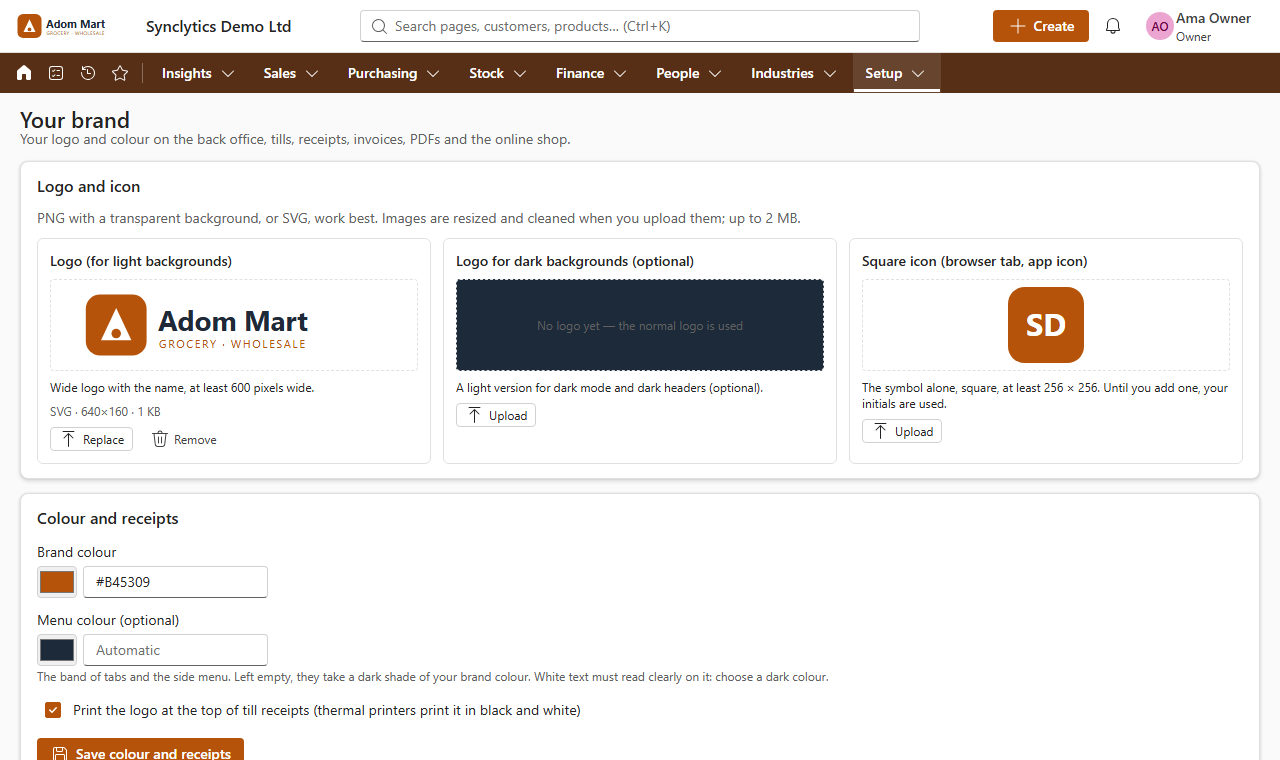 Adom Mart
GROCERY · WHOLESALE
Synclytics Demo Ltd
Search pages, customers, products... (Ctrl+K)
Create
AO
Ama Owner
Owner
Insights
Sales
Purchasing
Stock
Finance
People
Industries
Setup
Your brand
Your logo and colour on the back office, tills, receipts, invoices, PDFs and the online shop.
Logo and icon
PNG with a transparent background, or SVG, work best. Images are resized and cleaned when you upload them; up to 2 MB.
Logo (for light backgrounds)
Adom Mart
GROCERY · WHOLESALE
Wide logo with the name, at least 600 pixels wide.
SVG · 640×160 · 1 KB
Replace
Remove
Logo for dark backgrounds (optional)
No logo yet — the normal logo is used
A light version for dark mode and dark headers (optional).
Upload
Square icon (browser tab, app icon)
SD
The symbol alone, square, at least 256 × 256. Until you add one, your
initials are used.
Upload
Colour and receipts
Brand colour
#B45309
Menu colour (optional)
Automatic
The band of tabs and the side menu. Left empty, they take a dark shade of your brand colour. White text must read clearly on it: choose a dark colour.
Print the logo at the top of till receipts (thermal printers print it in black and white)
Save colour and receipts